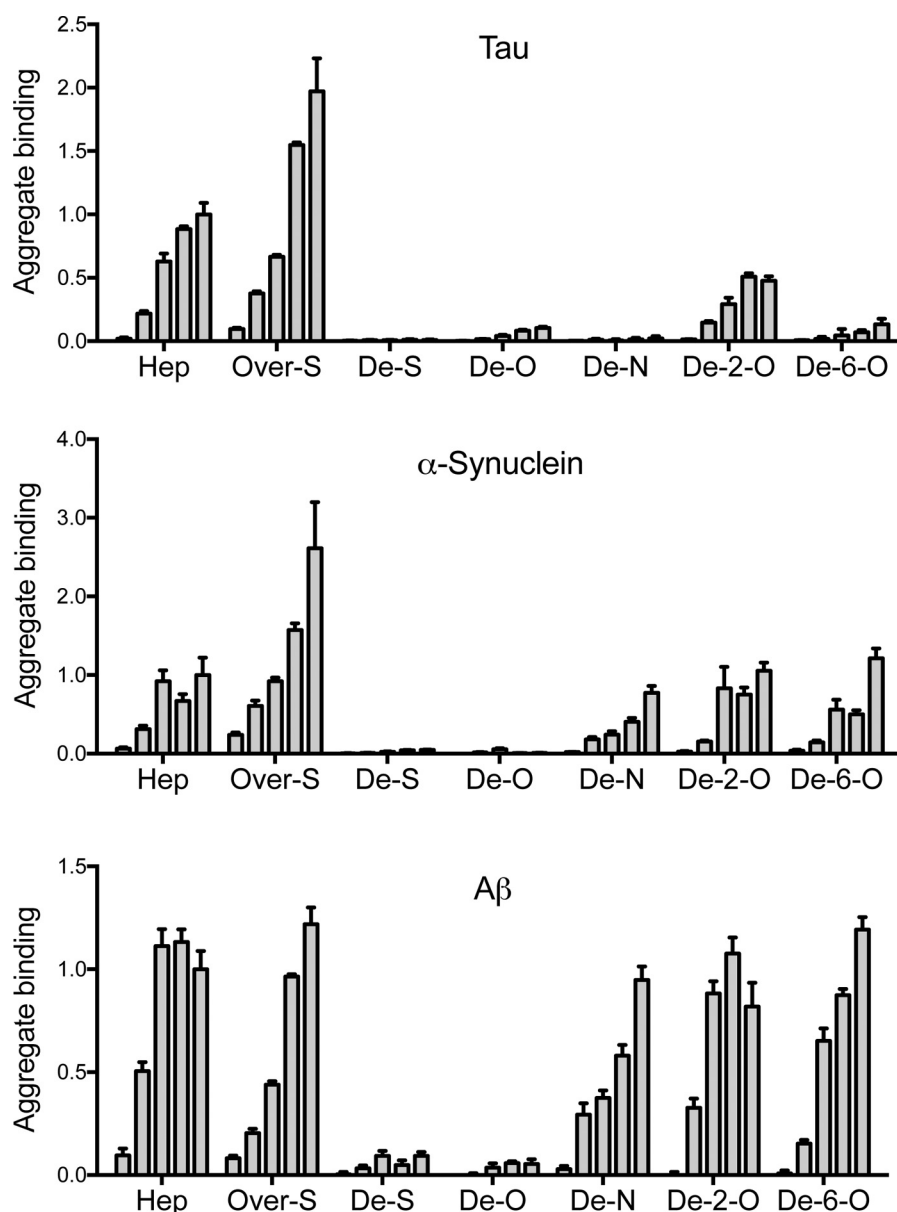 Tau
Aggregate binding
2.5
2.0
1.5
1.0
0.5
0.0
Hep Over-S De-S De-O De-N De-2-O De-6-O
α-Synuclein
Aggregate binding
4.0
3.0
2.0
1.0
0.0
Hep Over-S De-S De-O De-N De-2-O De-6-O
Aβ
Aggregate binding
1.5
1.0
0.5
0.0
Hep Over-S De-S De-O De-N De-2-O De-6-O